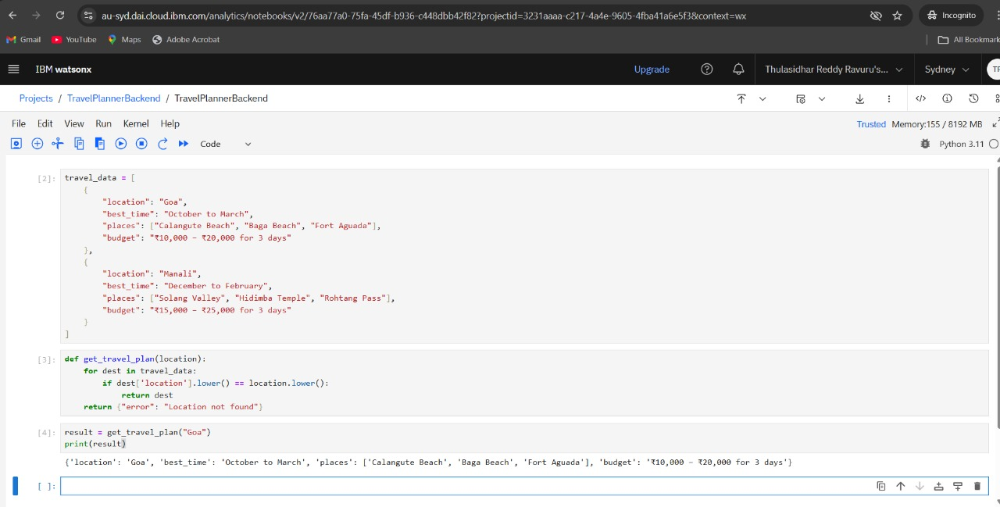 au-syd.dai.cloud.ibm.com/analytics/notebooks/v2/76aa77a0-75fa-45df-b936-c448dbb42f82?projectid=3231aaaa-c217-4a4e-9605-4fba41a6e5f3&context=wx Incognito
Gmail YouTube Maps Adobe Acrobat All Bookmark
IBM watsonx Upgrade Thulasidhar Reddy Ravuru's... Sydney TF
Projects / TravelPlannerBackend / TravelPlannerBackend
File Edit View Run Kernel Help Trusted Memory:155 / 8192 MB
Code Python 3.11
[2]: travel_data = [
{
"location": "Goa",
"best_time": "October to March",
"places": ["Calangute Beach", "Baga Beach", "Fort Aguada"],
"budget": "₹10,000 – ₹20,000 for 3 days"
},
{
"location": "Manali",
"best_time": "December to February",
"places": ["Solang Valley", "Hidimba Temple", "Rohtang Pass"],
"budget": "₹15,000 – ₹25,000 for 3 days"
}
]
[3]: def get_travel_plan(location):
for dest in travel_data:
if dest['location'].lower() == location.lower():
return dest
return {"error": "Location not found"}
[4]: result = get_travel_plan("Goa")
print(result)
{'location': 'Goa', 'best_time': 'October to March', 'places': ['Calangute Beach', 'Baga Beach', 'Fort Aguada'], 'budget': '₹10,000 – ₹20,000 for 3 days'}
[ ]: